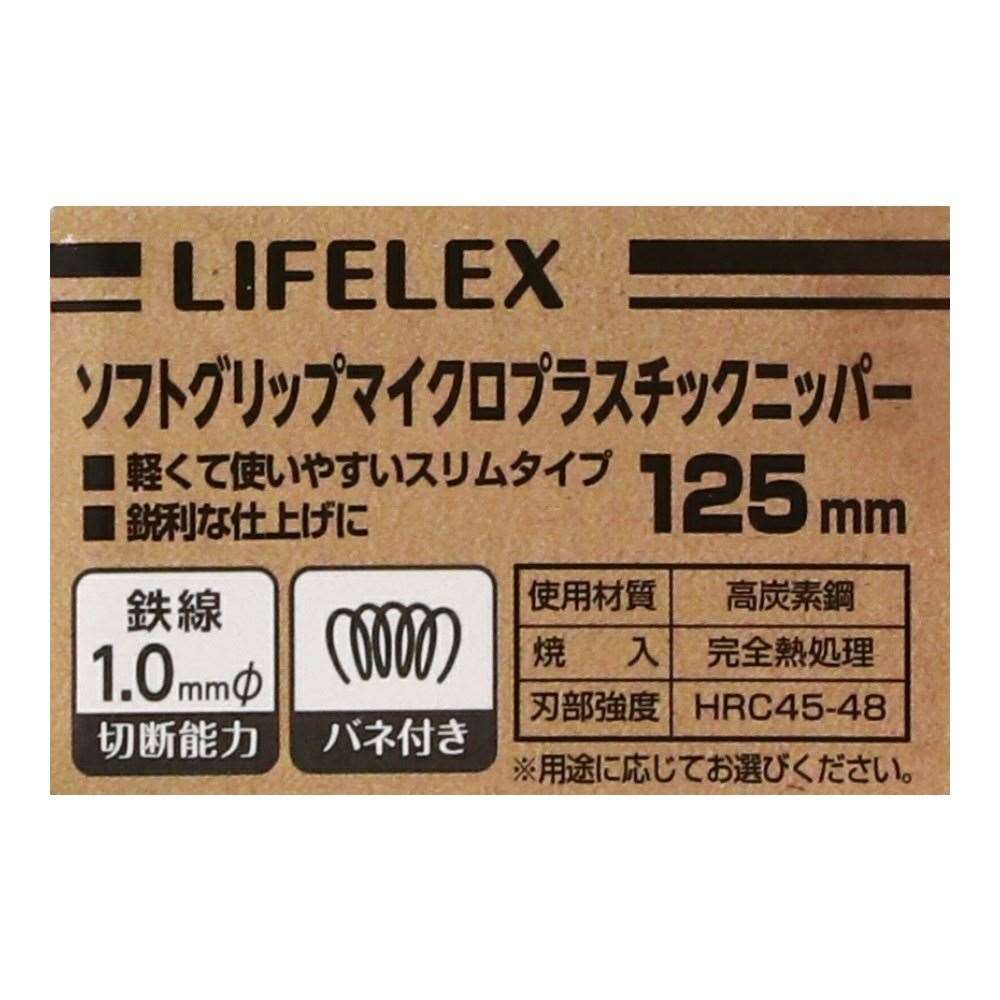 LIFELEX
ソフトグリップマイクロプラスチックニッパー
■ 軽くて使いやすいスリムタイプ
■ 鋭利な仕上げに
125mm
鉄線
1.0mmφ
切断能力
バネ付き
使用材質 高炭素鋼
焼入 完全熱処理
刃部強度 HRC45-48
※用途に応じてお選びください。